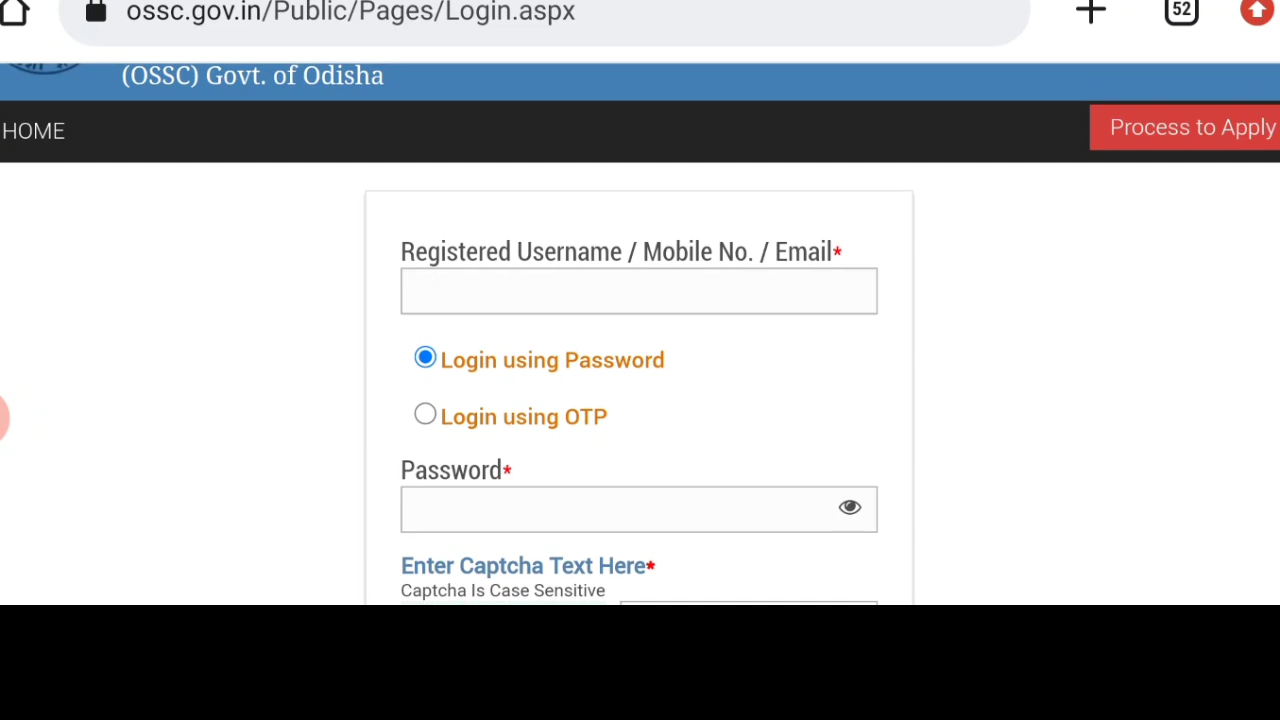 ossc.gov.in/Public/Pages/Login.aspx
52
(OSSC) Govt. of Odisha
HOME
Process to Apply
Registered Username / Mobile No. / Email*
Login using Password
Login using OTP
Password*
Enter Captcha Text Here*
Captcha Is Case Sensitive